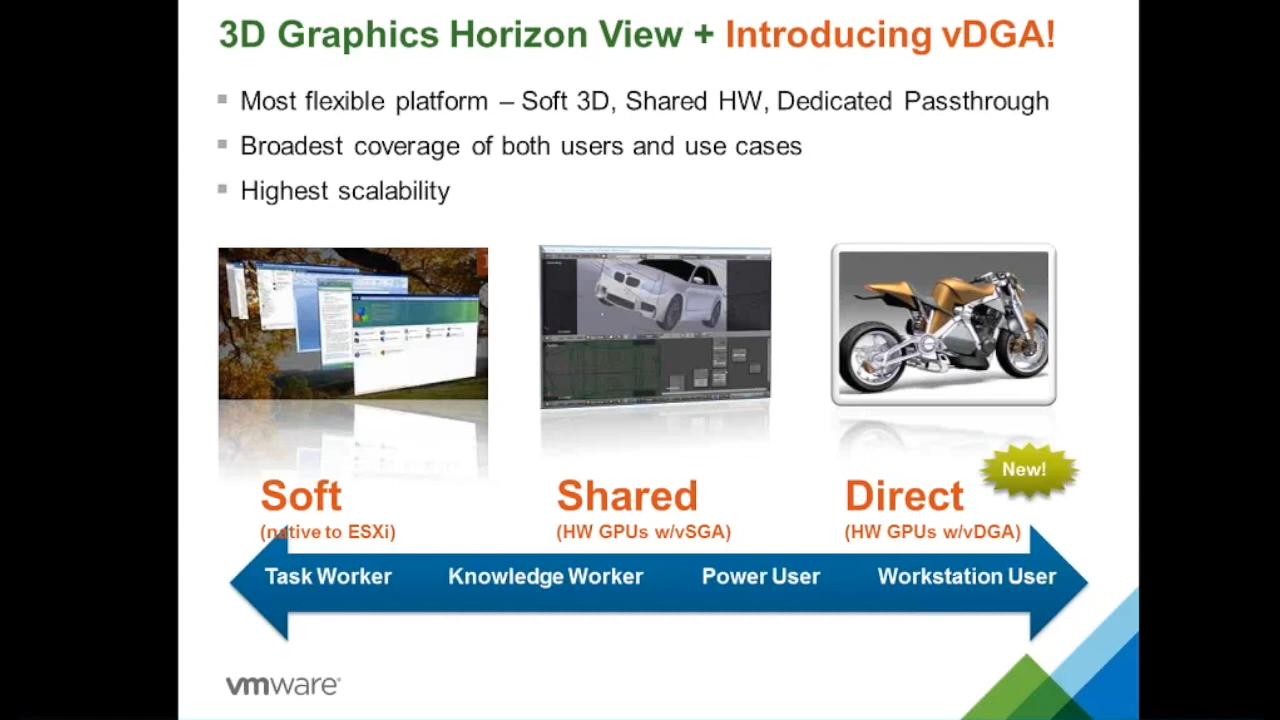 3D Graphics Horizon View + Introducing vDGA!
Most flexible platform – Soft 3D, Shared HW, Dedicated Passthrough
Broadest coverage of both users and use cases
Highest scalability
New!
Soft
Shared
Direct
(native to ESXi)
(HW GPUs w/vSGA)
(HW GPUs w/vDGA)
Task Worker
Knowledge Worker
Power User
Workstation User
vmware